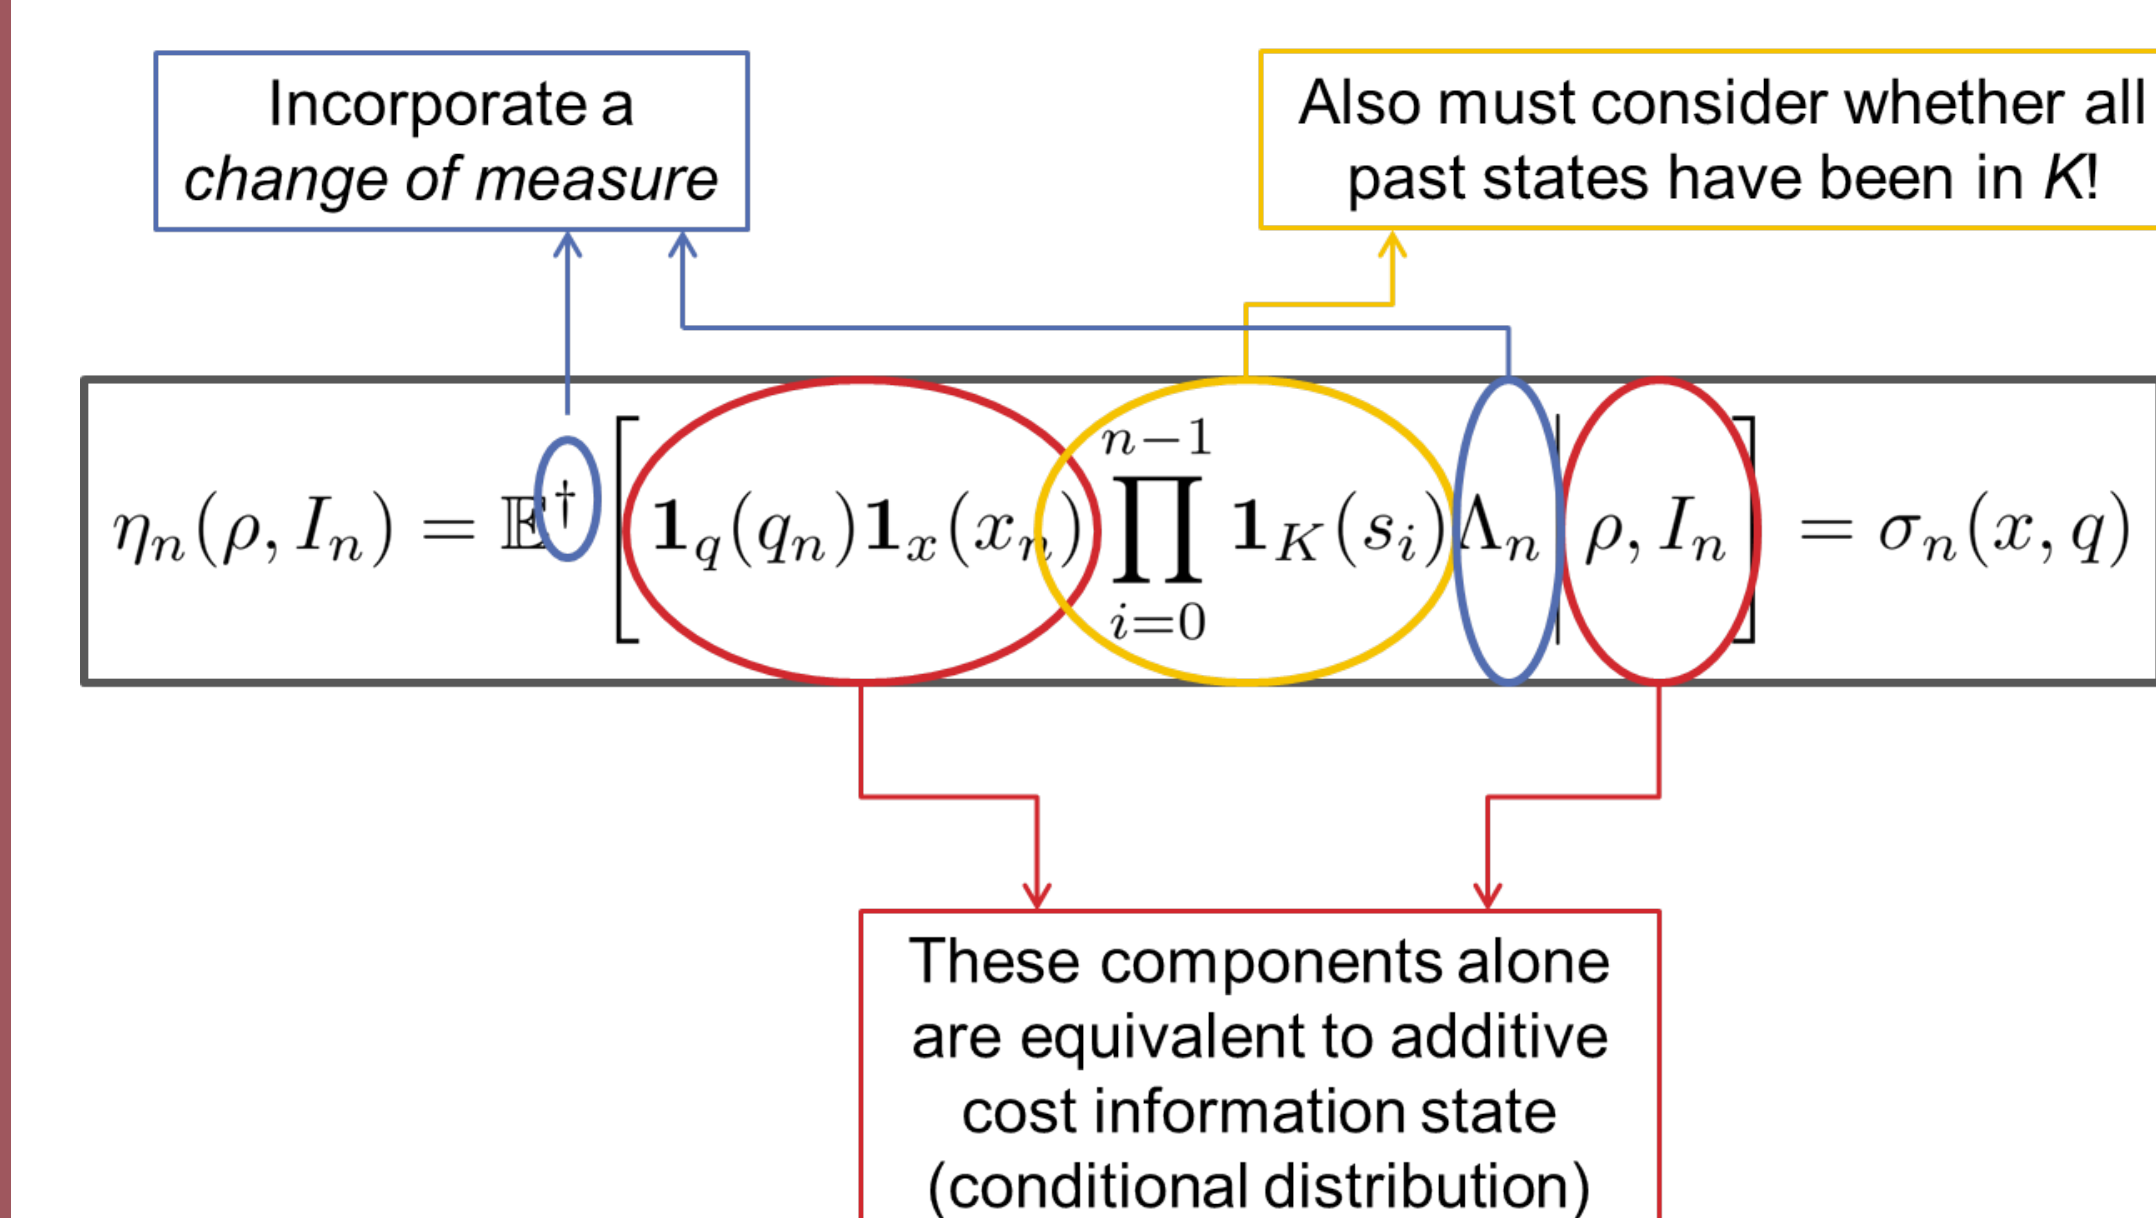 Incorporate a
change of measure
Also must consider whether all
past states have been in K!
η_n(ρ, I_n) = 𝔼^† [ 𝟏_q(q_n)𝟏_x(x_n) ∏_{i=0}^{n−1} 𝟏_K(s_i)Λ_n | ρ, I_n ] = σ_n(x, q)
These components alone
are equivalent to additive
cost information state
(conditional distribution)